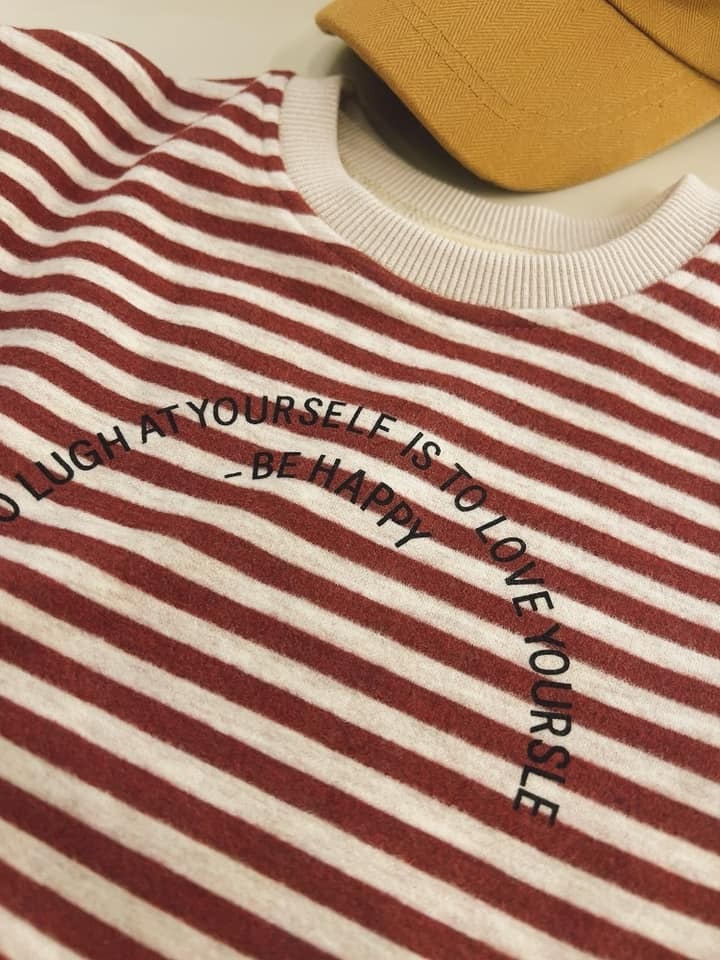 O LUGH AT YOURSELF IS TO LOVE YOURSLE
– BE HAPPY